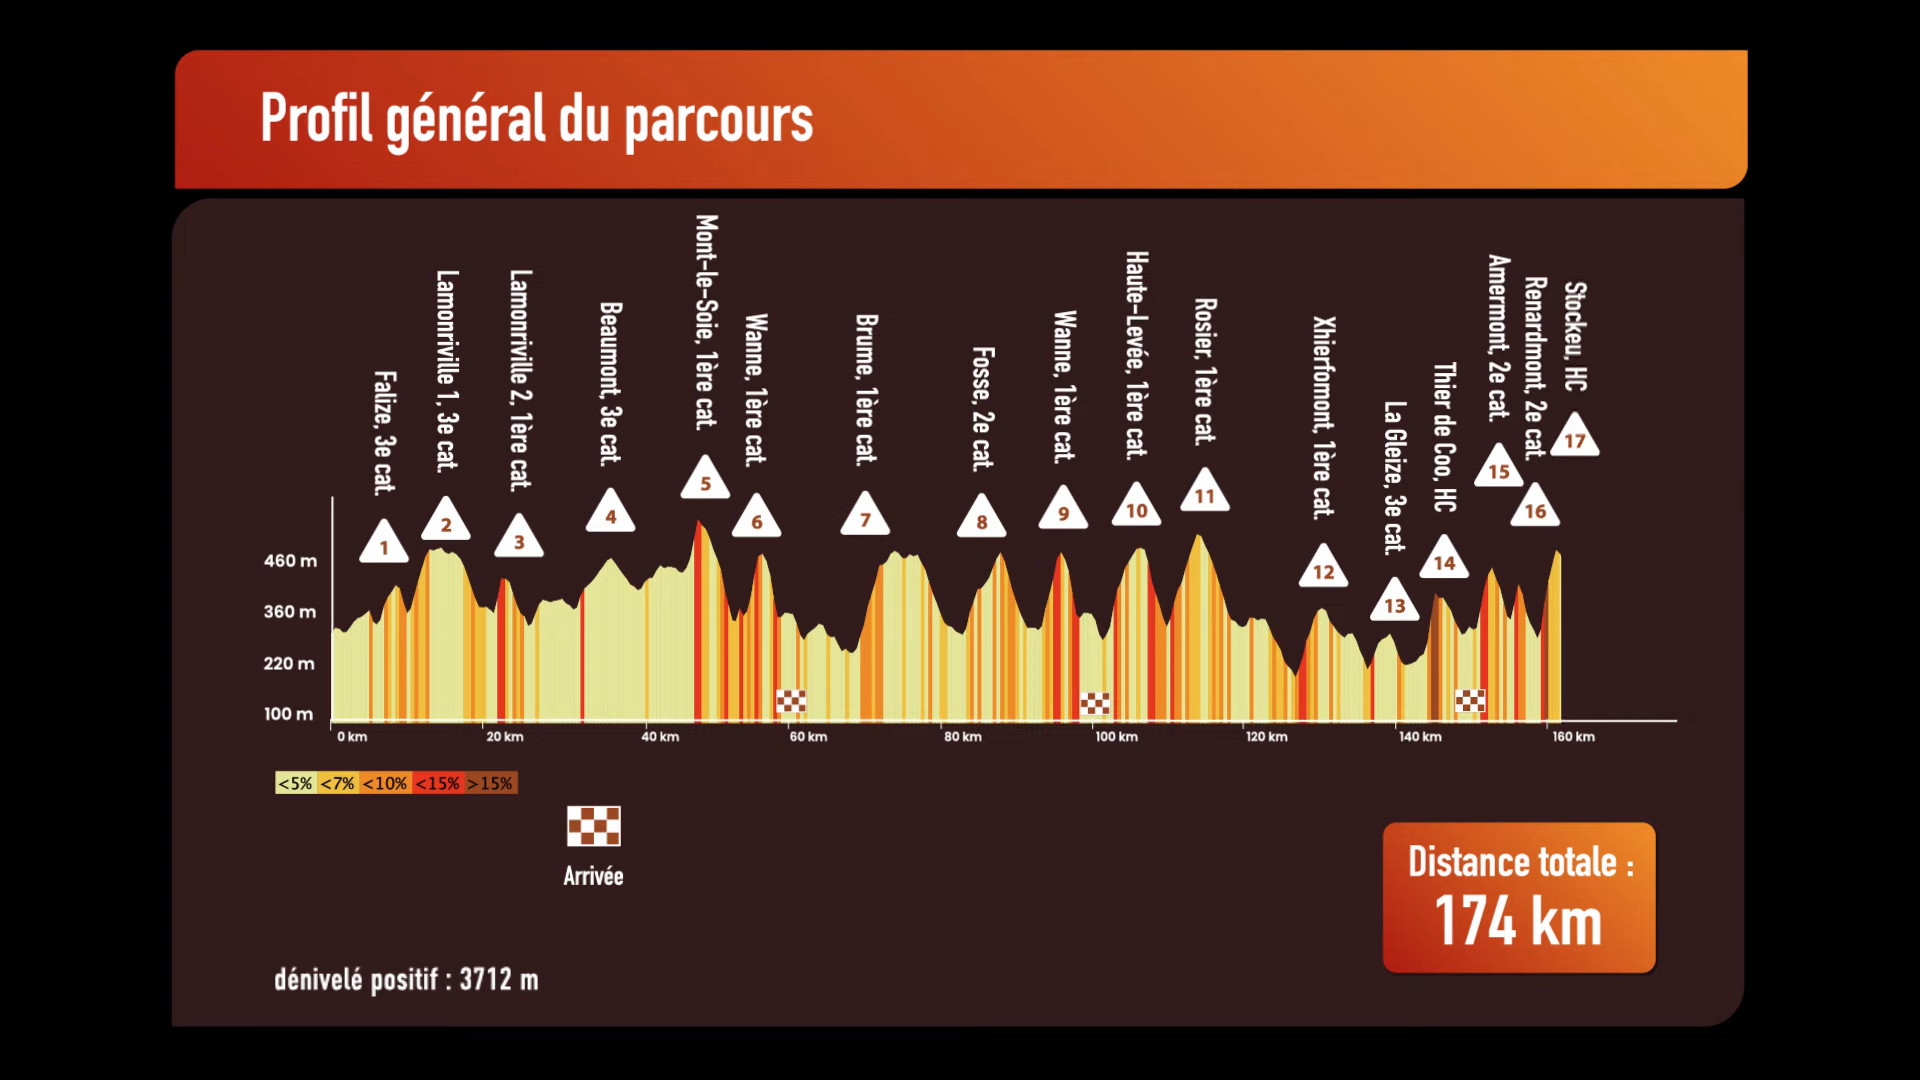 Profil général du parcours
Falize, 3e cat.
Lamonriville 1, 3e cat.
Lamonriville 2, 1ère cat.
Beaumont, 3e cat.
Mont-le-Soie, 1ère cat.
Wanne, 1ère cat.
Brume, 1ère cat.
Fosse, 2e cat.
Wanne, 1ère cat.
Haute-Levée, 1ère cat.
Rosier, 1ère cat.
Xhierfomont, 1ère cat.
La Gleize, 3e cat.
Thier de Coo, HC
Amermont, 2e cat.
Renardmont, 2e cat.
Stockeu, HC
1
2
3
4
5
6
7
8
9
10
11
12
13
14
15
16
17
460 m
360 m
220 m
100 m
0 km
20 km
40 km
60 km
80 km
100 km
120 km
140 km
160 km
<5% <7% <10% <15% >15%
Arrivée
Distance totale :
174 km
dénivelé positif : 3712 m